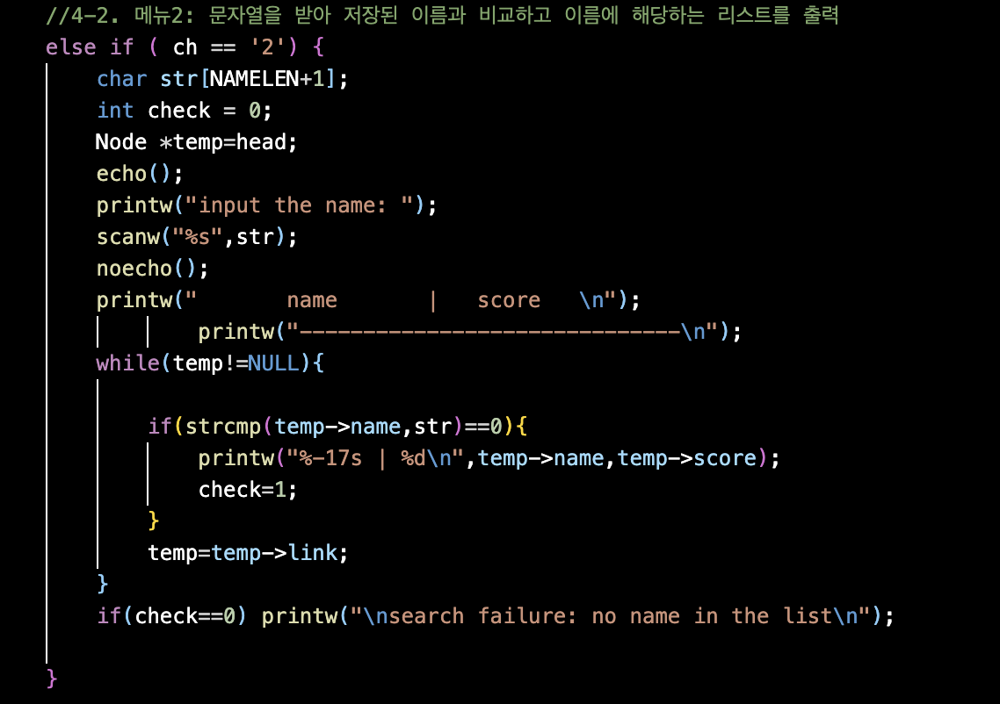 //4-2. 메뉴2: 문자열을 받아 저장된 이름과 비교하고 이름에 해당하는 리스트를 출력
else if ( ch == '2') {
    char str[NAMELEN+1];
    int check = 0;
    Node *temp=head;
    echo();
    printw("input the name: ");
    scanw("%s",str);
    noecho();
    printw("       name       |   score   \n");
            printw("------------------------------\n");
    while(temp!=NULL){

        if(strcmp(temp->name,str)==0){
            printw("%-17s | %d\n",temp->name,temp->score);
            check=1;
        }
        temp=temp->link;
    }
    if(check==0) printw("\nsearch failure: no name in the list\n");

}